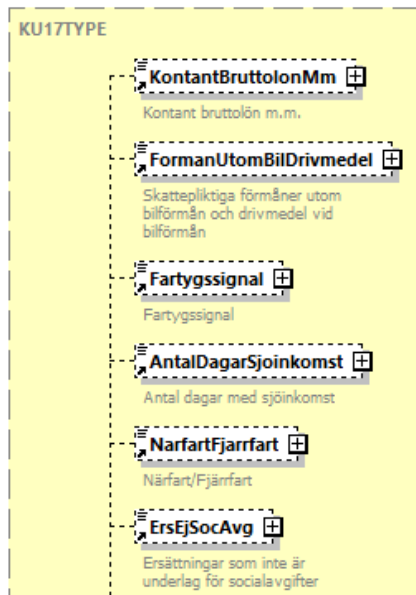 KU17TYPE
KontantBruttolonMm
Kontant bruttolön m.m.
FormanUtomBilDrivmedel
Skattepliktiga förmåner utom
bilförmån och drivmedel vid
bilförmån
Fartygssignal
Fartygssignal
AntalDagarSjoinkomst
Antal dagar med sjöinkomst
NarfartFjarrfart
Närfart/Fjärrfart
ErsEjSocAvg
Ersättningar som inte är
underlag för socialavgifter